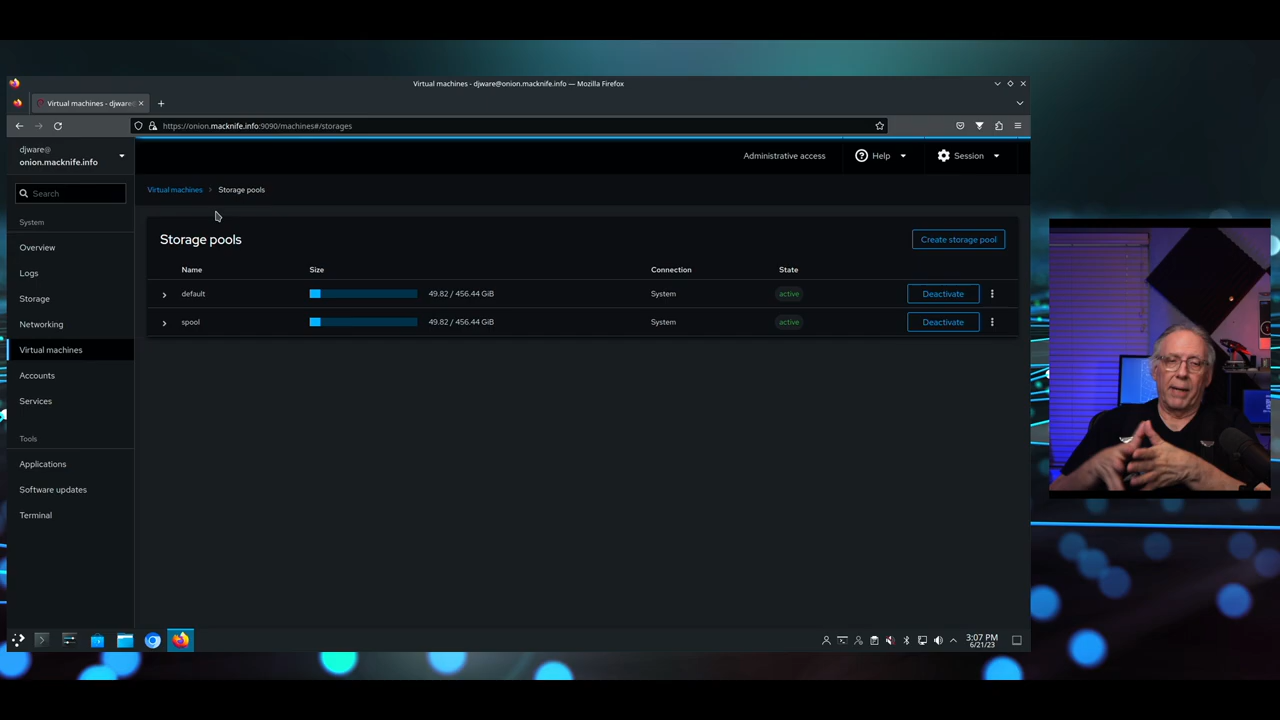 Virtual machines - djware@onion.macknife.info — Mozilla Firefox
Virtual machines - djware@
https://onion.macknife.info:9090/machines#/storages
djware@
onion.macknife.info
Administrative access
Help
Session
Search
Virtual machines
Storage pools
System
Overview
Logs
Storage
Networking
Virtual machines
Accounts
Services
Tools
Applications
Software updates
Terminal
Storage pools
Create storage pool
Name Size Connection State
default 49.82 / 456.44 GiB System active Deactivate
spool 49.82 / 456.44 GiB System active Deactivate
3:07 PM
6/21/23